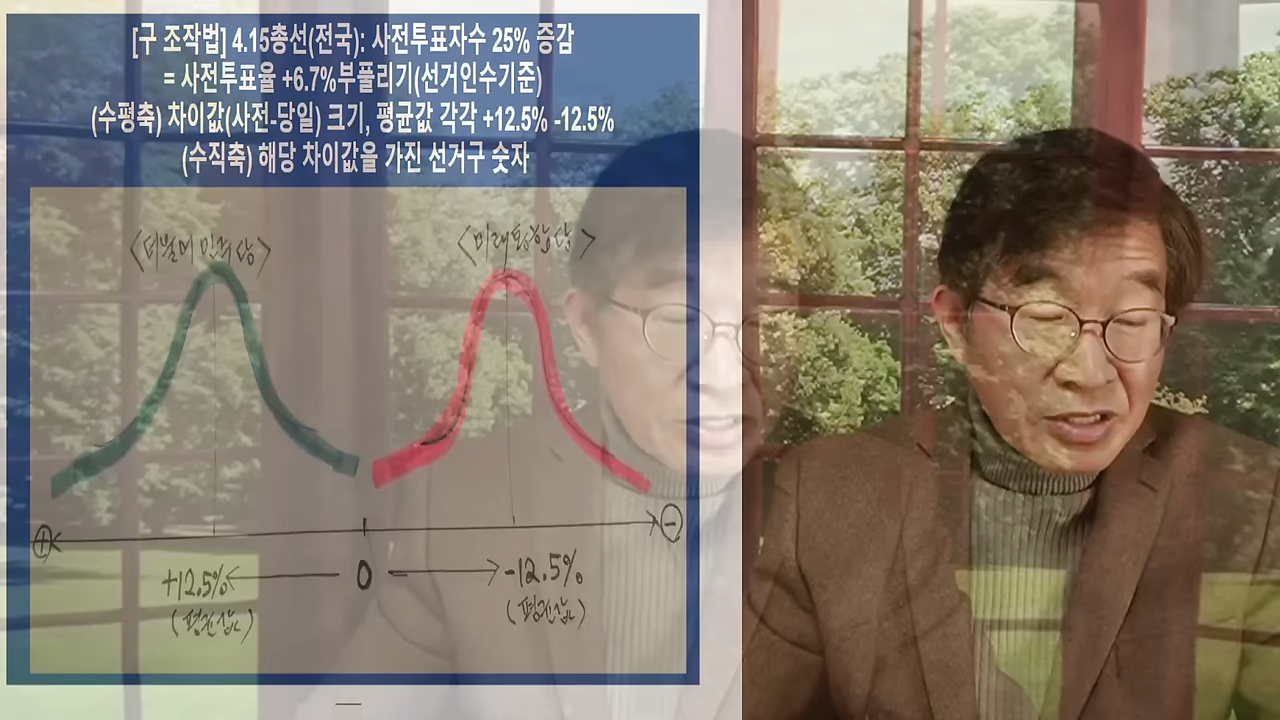 [구 조작법] 4.15총선(전국): 사전투표자수 25% 증감
= 사전투표율 +6.7%부풀리기(선거인수기준)
(수평축) 차이값(사전-당일) 크기, 평균값 각각 +12.5% -12.5%
(수직축) 해당 차이값을 가진 선거구 숫자
<더불어민주당> <미래통합당>
+ -
+12.5% 0 -12.5%
(평균값) (평균값)